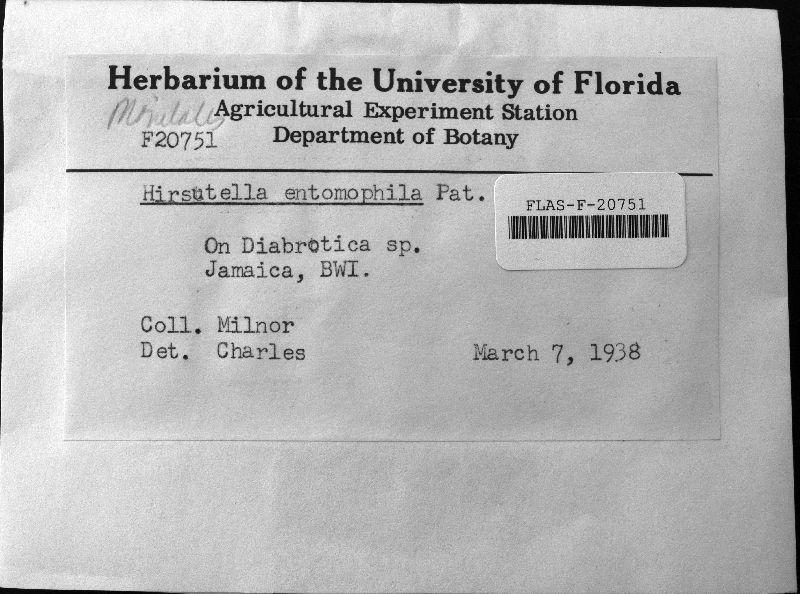 Herbarium of the University of Florida
Agricultural Experiment Station
F20751 Department of Botany
Hirsutella entomophila Pat.
FLAS-F-20751
On Diabrotica sp.
Jamaica, BWI.
Coll. Milnor
Det. Charles March 7, 1938